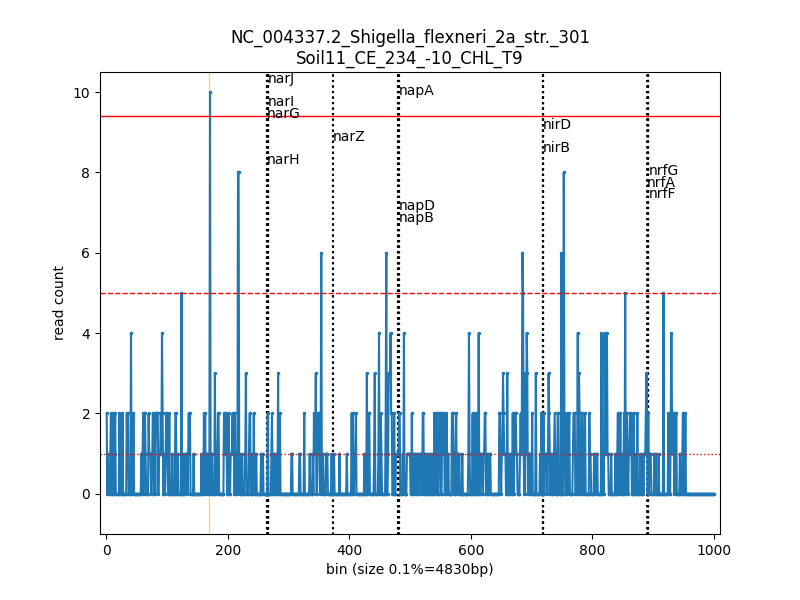 NC_004337.2_Shigella_flexneri_2a_str._301
Soil11_CE_234_-10_CHL_T9
narJ
narI
narG
narH
narZ
napA
napD
napB
nirD
nirB
nrfG
nrfA
nrfF
read count
10
8
6
4
2
0
0
200
400
600
800
1000
bin (size 0.1%=4830bp)